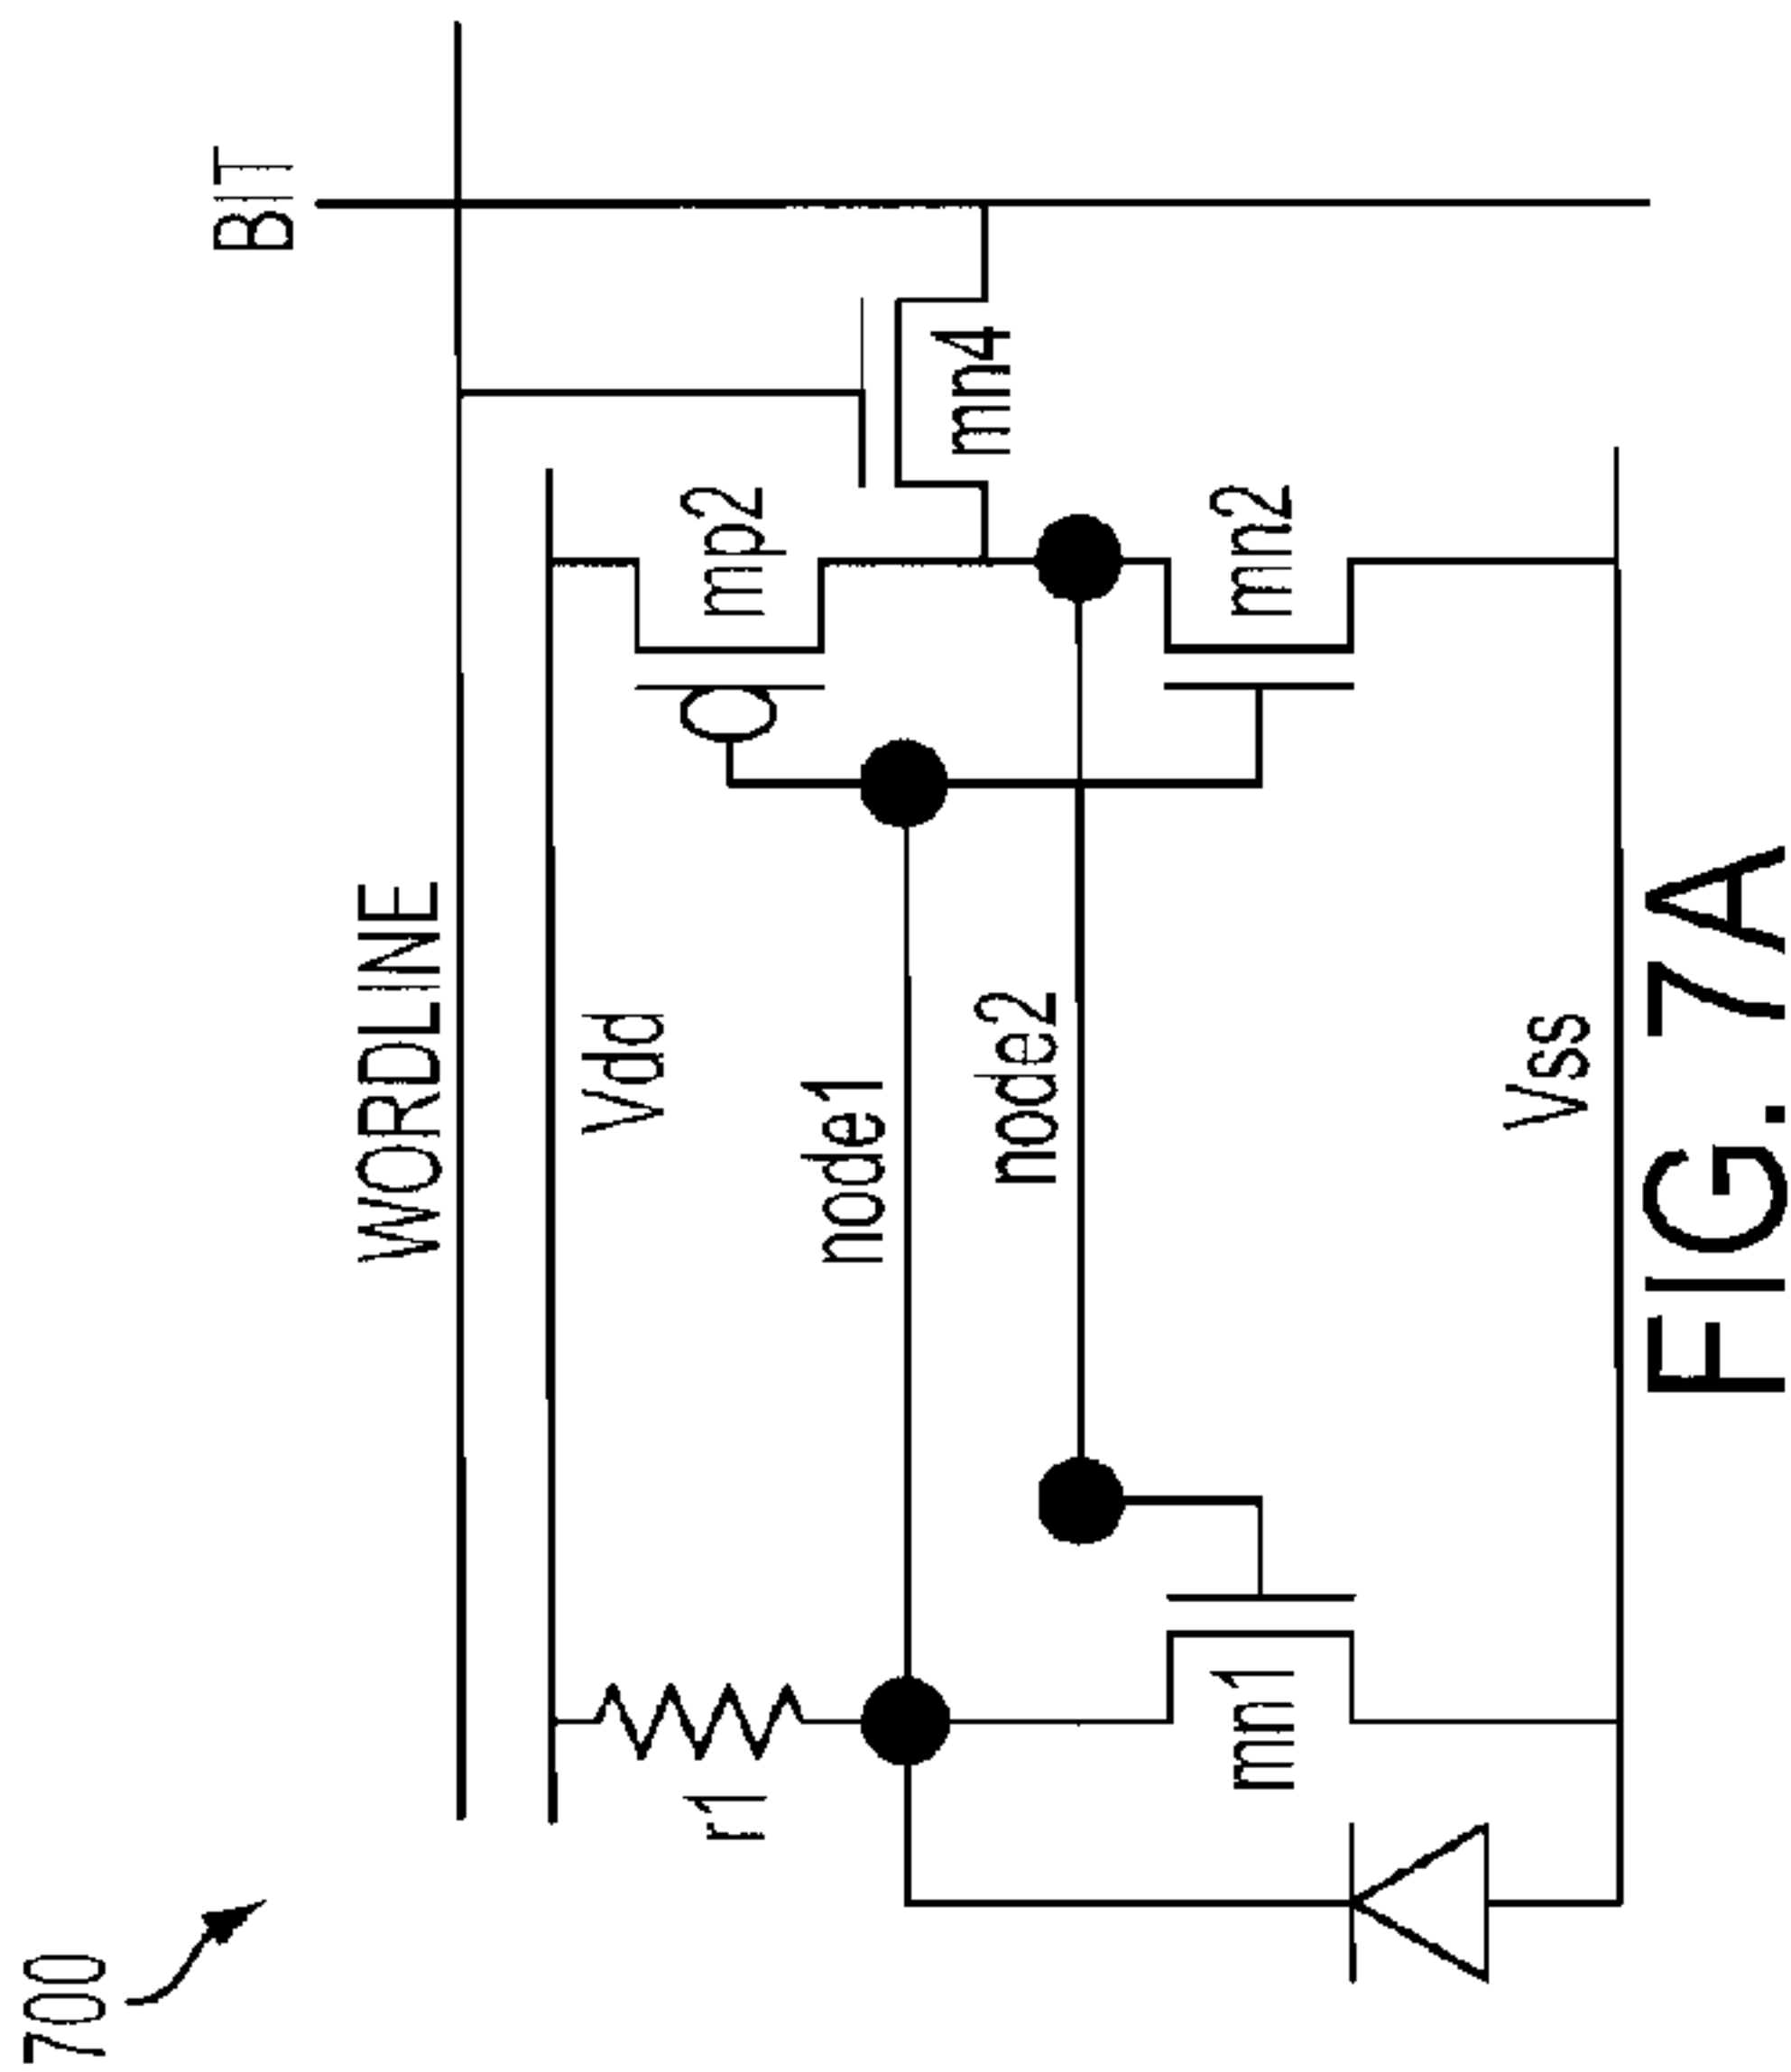 700
WORDLINE
BIT
Vdd
r1
mp2
node1
mn4
node2
mn1
mn2
Vss
FIG. 7A